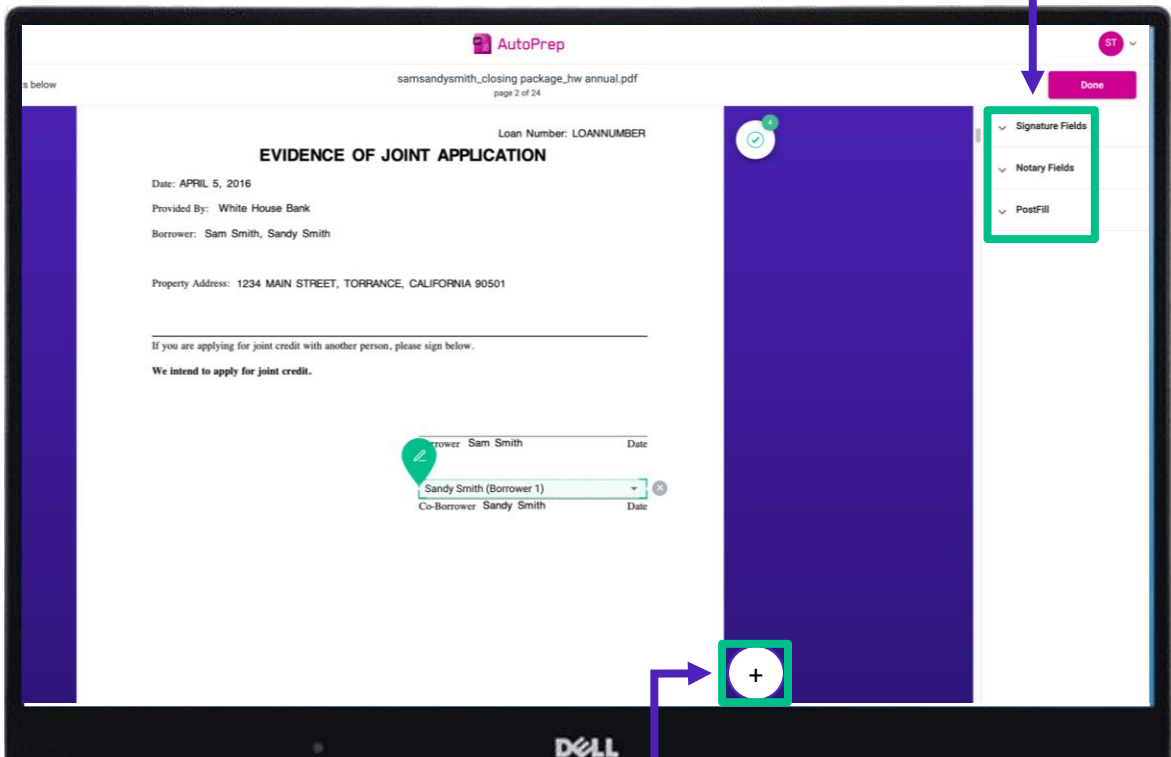 AutoPrep
ST
s below
samsandysmith_closing package_hw annual.pdf
page 2 of 24
Done
4
Loan Number: LOANNUMBER
EVIDENCE OF JOINT APPLICATION
Date: APRIL 5, 2016
Provided By: White House Bank
Borrower: Sam Smith, Sandy Smith
Property Address: 1234 MAIN STREET, TORRANCE, CALIFORNIA 90501
If you are applying for joint credit with another person, please sign below.
We intend to apply for joint credit.
rrower Sam Smith Date
Sandy Smith (Borrower 1)
Co-Borrower Sandy Smith Date
Signature Fields
Notary Fields
PostFill
+
DELL